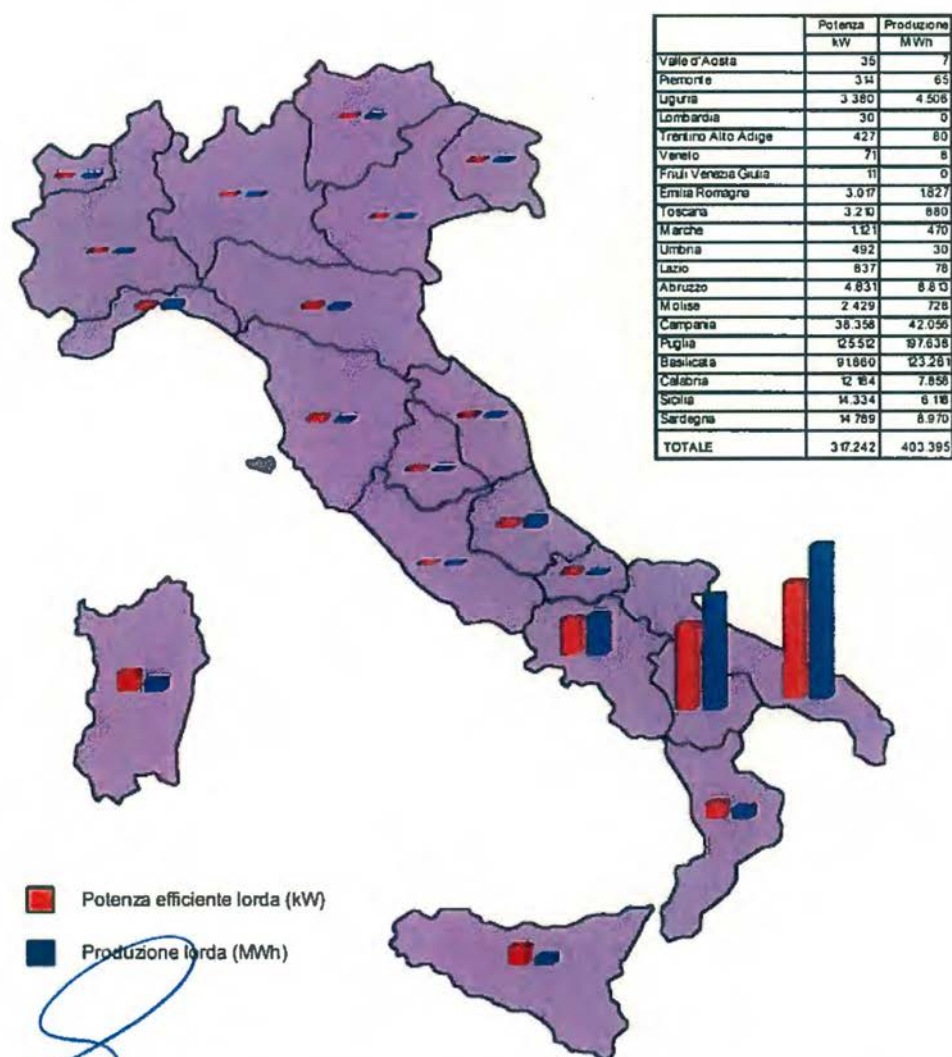 Potenza Produzione
kW MWh
Valle d'Aosta 35 7
Piemonte 314 65
Liguria 3 380 4.506
Lombardia 30 0
Trentino Alto Adige 427 80
Veneto 71 8
Friuli Venezia Giulia 11 0
Emilia Romagna 3.017 1.827
Toscana 3.210 880
Marche 1.121 470
Umbria 492 30
Lazio 837 78
Abruzzo 4.831 8.813
Molise 2 429 728
Campania 38.358 42.056
Puglia 125.512 197.638
Basilicata 91.860 123.261
Calabria 12 184 7.858
Sicilia 14.334 6 118
Sardegna 14 789 8.970
TOTALE 317.242 403.395
Potenza efficiente lorda (kW)
Produzione lorda (MWh)